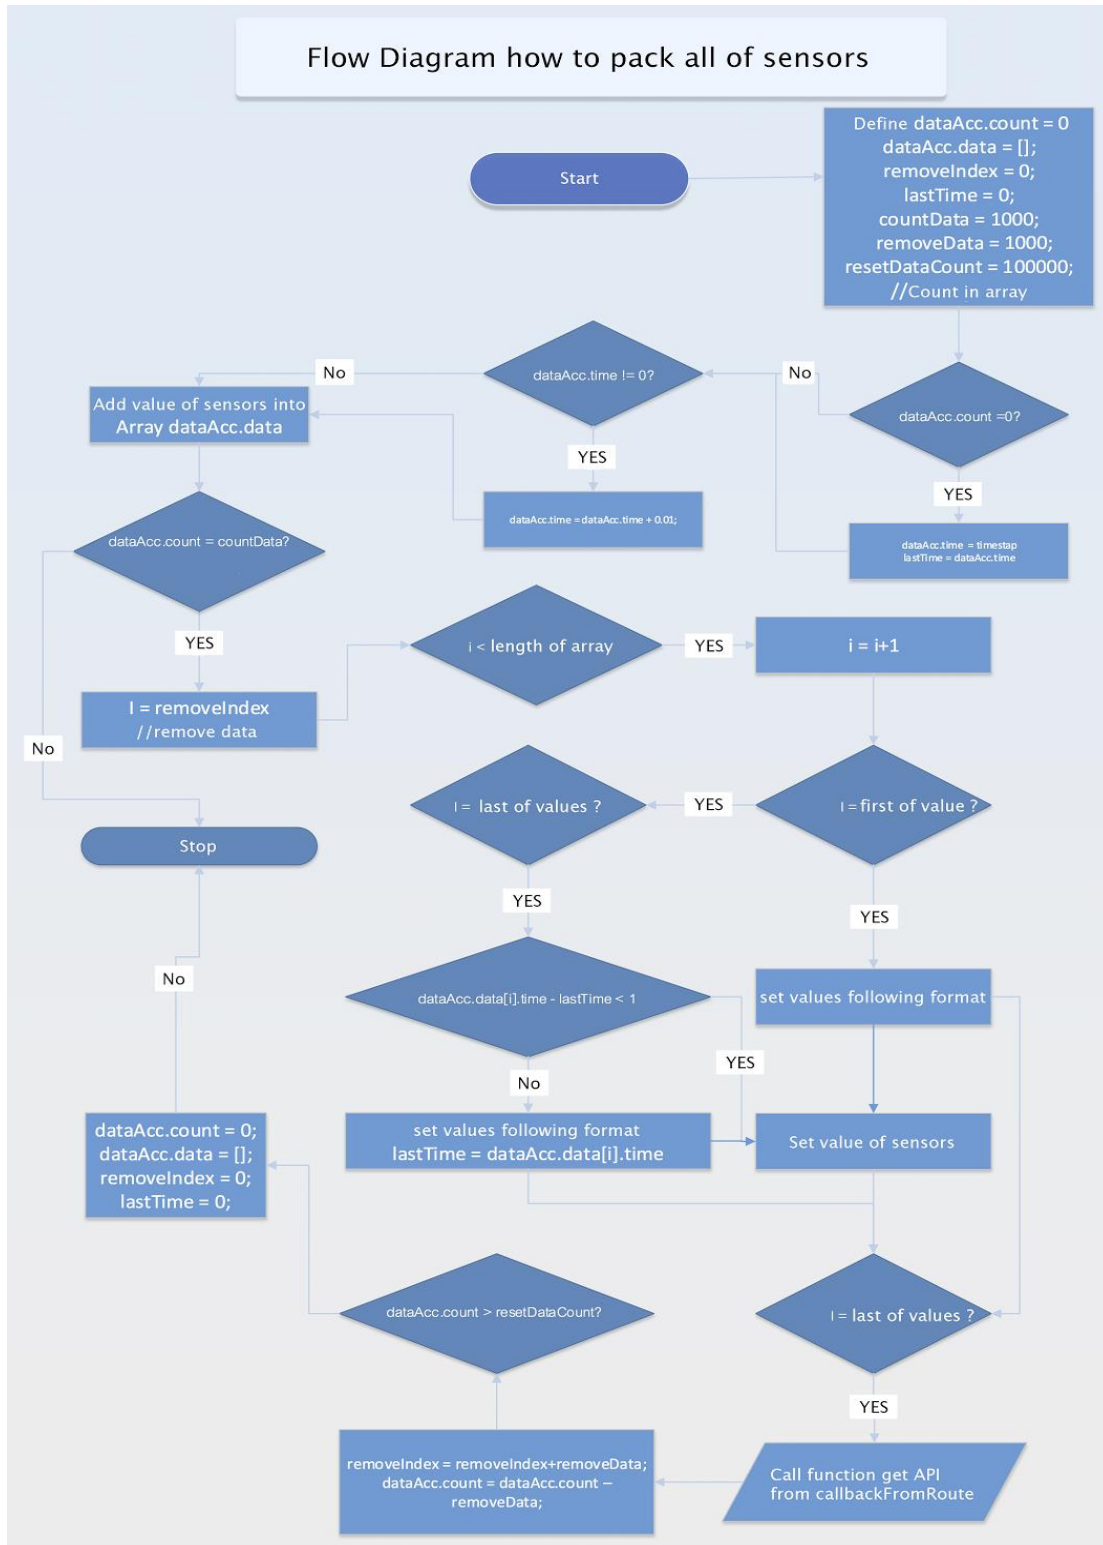 Flow Diagram how to pack all of sensors
Start
Define dataAcc.count = 0
dataAcc.data = [];
removeIndex = 0;
lastTime = 0;
countData = 1000;
removeData = 1000;
resetDataCount = 100000;
//Count in array
dataAcc.count =0?
No
YES
dataAcc.time = timestap
lastTime = dataAcc.time
dataAcc.time != 0?
No
YES
dataAcc.time = dataAcc.time + 0.01;
Add value of sensors into
Array dataAcc.data
dataAcc.count = countData?
No
YES
I = removeIndex
//remove data
i < length of array
YES
i = i+1
I = first of value ?
YES
YES
I = last of values ?
YES
dataAcc.data[i].time - lastTime < 1
YES
No
set values following format
lastTime = dataAcc.data[i].time
set values following format
Set value of sensors
I = last of values ?
YES
Call function get API
from callbackFromRoute
removeIndex = removeIndex+removeData;
dataAcc.count = dataAcc.count –
removeData;
dataAcc.count > resetDataCount?
dataAcc.count = 0;
dataAcc.data = [];
removeIndex = 0;
lastTime = 0;
No
Stop